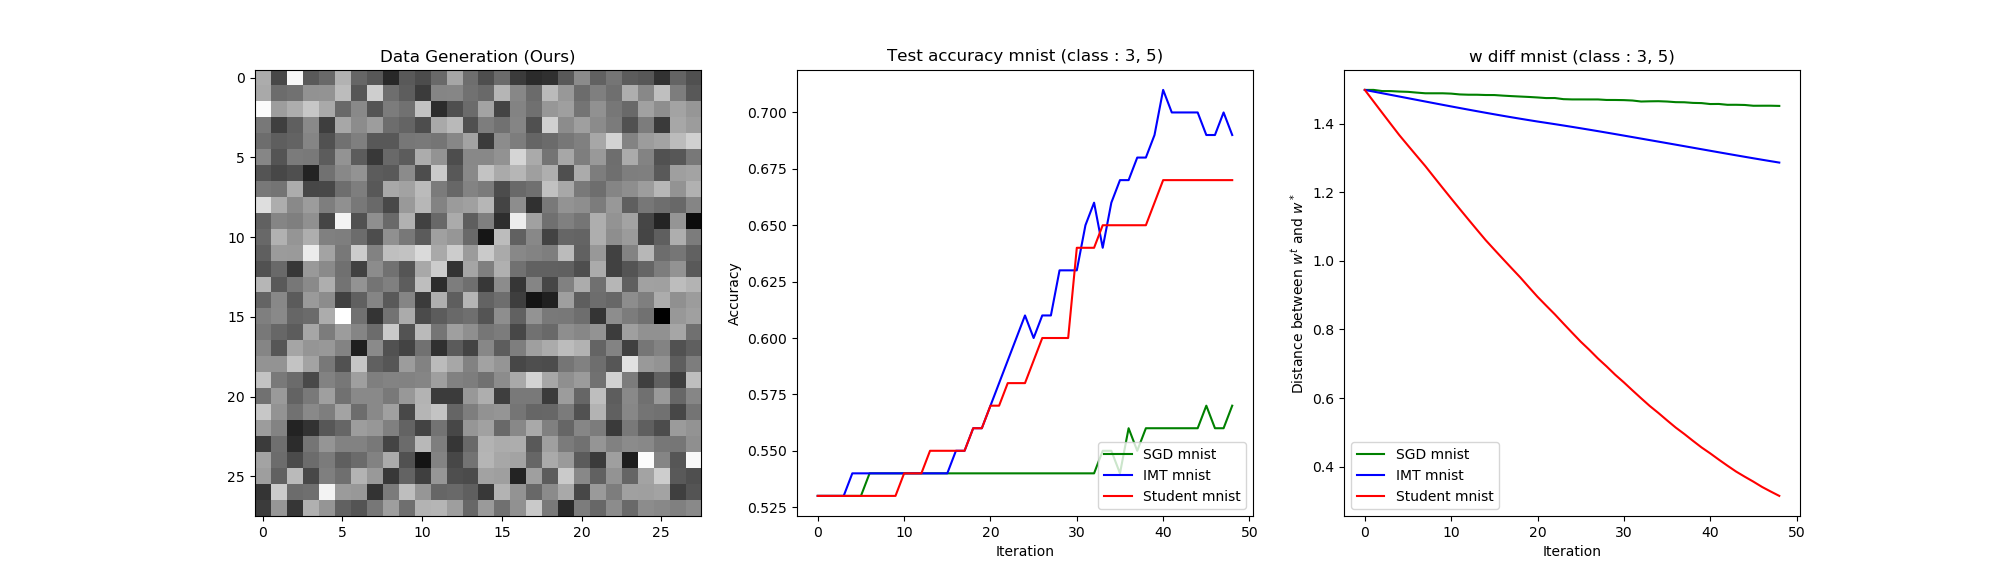 Data Generation (Ours)
0
5
10
15
20
25
0 5 10 15 20 25
Test accuracy mnist (class : 3, 5)
Accuracy
0.700
0.675
0.650
0.625
0.600
0.575
0.550
0.525
SGD mnist
IMT mnist
Student mnist
0 10 20 30 40 50
Iteration
w diff mnist (class : 3, 5)
Distance between w^t and w^*
1.4
1.2
1.0
0.8
0.6
0.4
SGD mnist
IMT mnist
Student mnist
0 10 20 30 40 50
Iteration